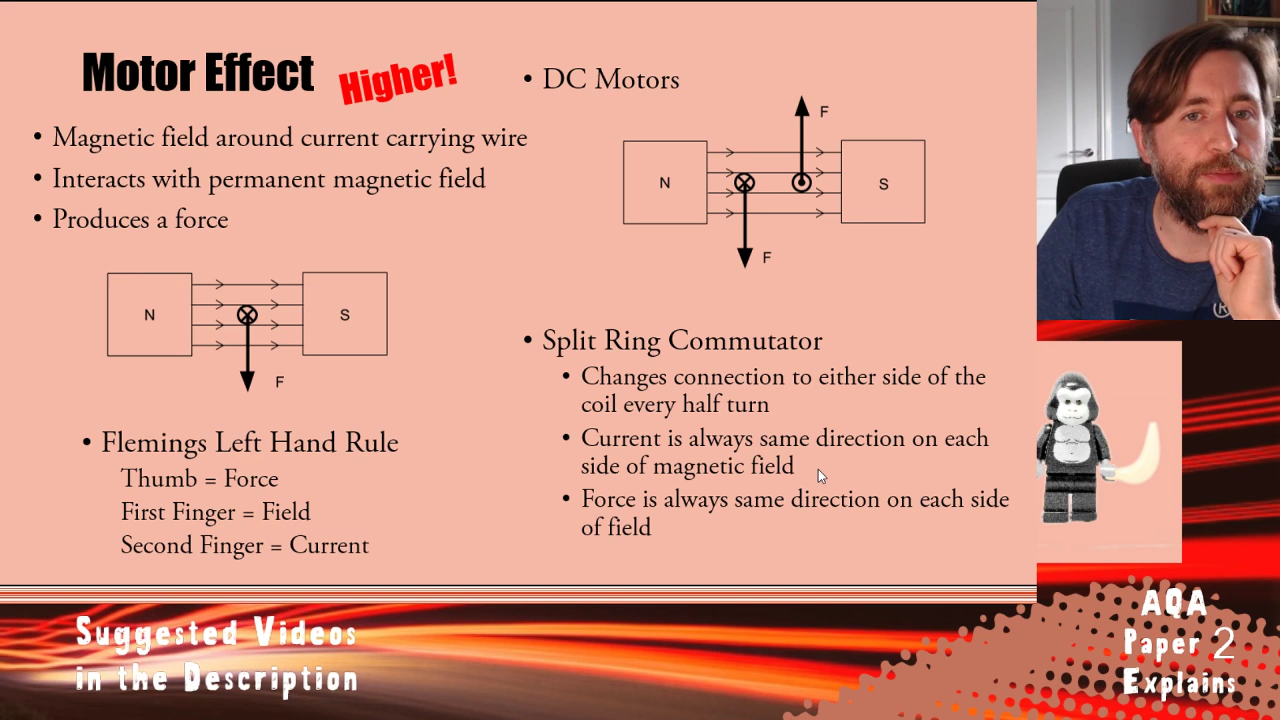 Motor Effect
Higher!
• Magnetic field around current carrying wire
• Interacts with permanent magnetic field
• Produces a force
N
S
F
• Flemings Left Hand Rule
Thumb = Force
First Finger = Field
Second Finger = Current
• DC Motors
F
N
S
F
• Split Ring Commutator
• Changes connection to either side of the
coil every half turn
• Current is always same direction on each
side of magnetic field
• Force is always same direction on each side
of field
®
Suggested Videos
in the Description
AQA
Paper 2
Explains